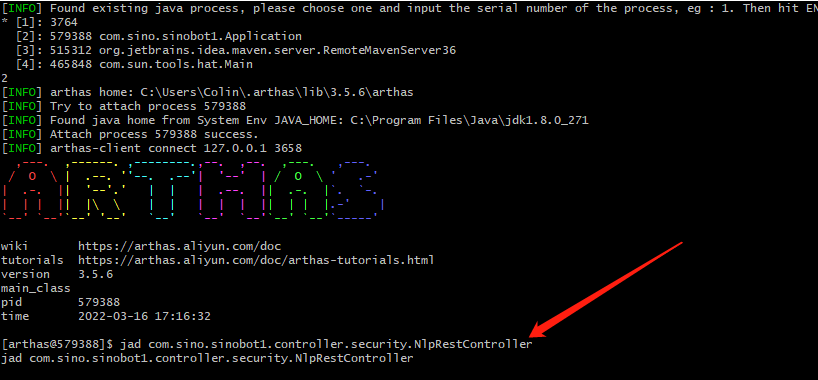 [INFO] Found existing java process, please choose one and input the serial number of the process, eg : 1. Then hit EN
* [1]: 3764
[2]: 579388 com.sino.sinobot1.Application
[3]: 515312 org.jetbrains.idea.maven.server.RemoteMavenServer36
[4]: 465848 com.sun.tools.hat.Main
2
[INFO] arthas home: C:\Users\Colin\.arthas\lib\3.5.6\arthas
[INFO] Try to attach process 579388
[INFO] Found java home from System Env JAVA_HOME: C:\Program Files\Java\jdk1.8.0_271
[INFO] Attach process 579388 success.
[INFO] arthas-client connect 127.0.0.1 3658
ARTHAS
wiki https://arthas.aliyun.com/doc
tutorials https://arthas.aliyun.com/doc/arthas-tutorials.html
version 3.5.6
main_class
pid 579388
time 2022-03-16 17:16:32
[arthas@579388]$ jad com.sino.sinobot1.controller.security.NlpRestController
jad com.sino.sinobot1.controller.security.NlpRestController